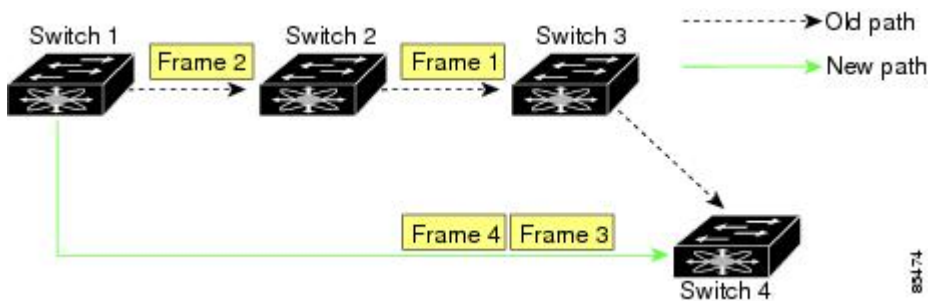 Switch 1
Switch 2
Switch 3
Old path
New path
Frame 2
Frame 1
Frame 4
Frame 3
Switch 4
85474